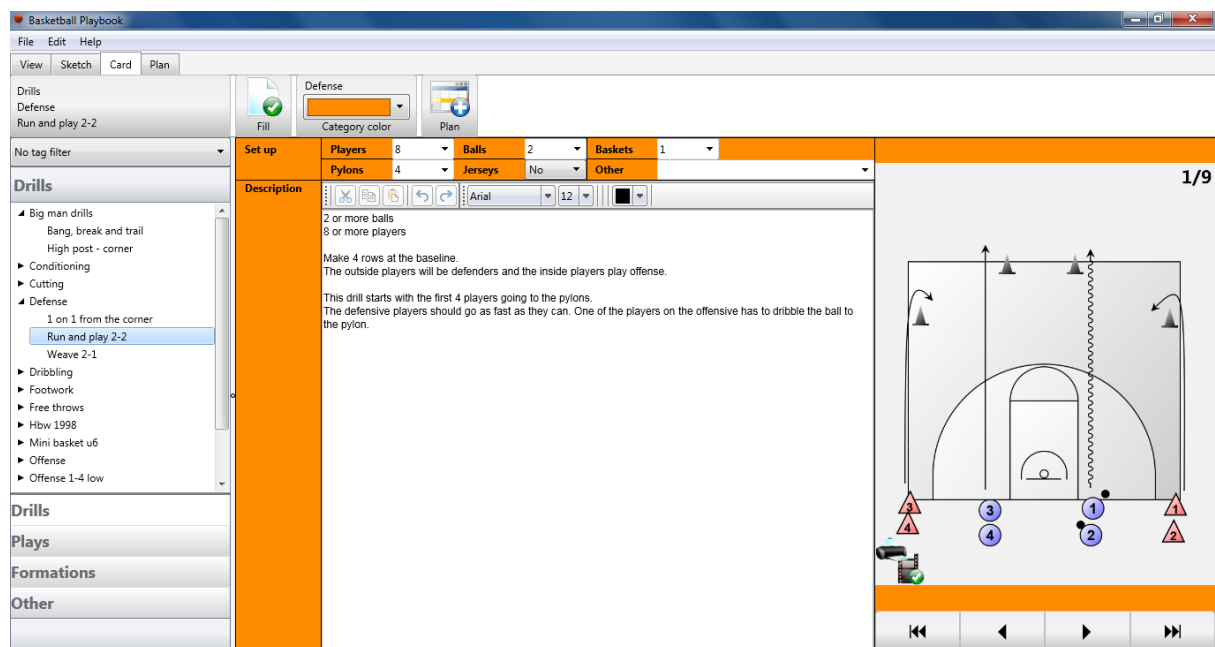 Basketball Playbook
File Edit Help
View Sketch Card Plan
Drills
Defense
Run and play 2-2
Fill
Defense
Category color
Plan
No tag filter
Drills
Big man drills
Bang, break and trail
High post - corner
Conditioning
Cutting
Defense
1 on 1 from the corner
Run and play 2-2
Weave 2-1
Dribbling
Footwork
Free throws
Hbw 1998
Mini basket u6
Offense
Offense 1-4 low
Drills
Plays
Formations
Other
Set up Players 8 Balls 2 Baskets 1
Pylons 4 Jerseys No Other
Description
Arial 12
2 or more balls
8 or more players
Make 4 rows at the baseline.
The outside players will be defenders and the inside players play offense.
This drill starts with the first 4 players going to the pylons.
The defensive players should go as fast as they can. One of the players on the offensive has to dribble the ball to
the pylon.
1/9
3 3 1 1
4 4 2 2